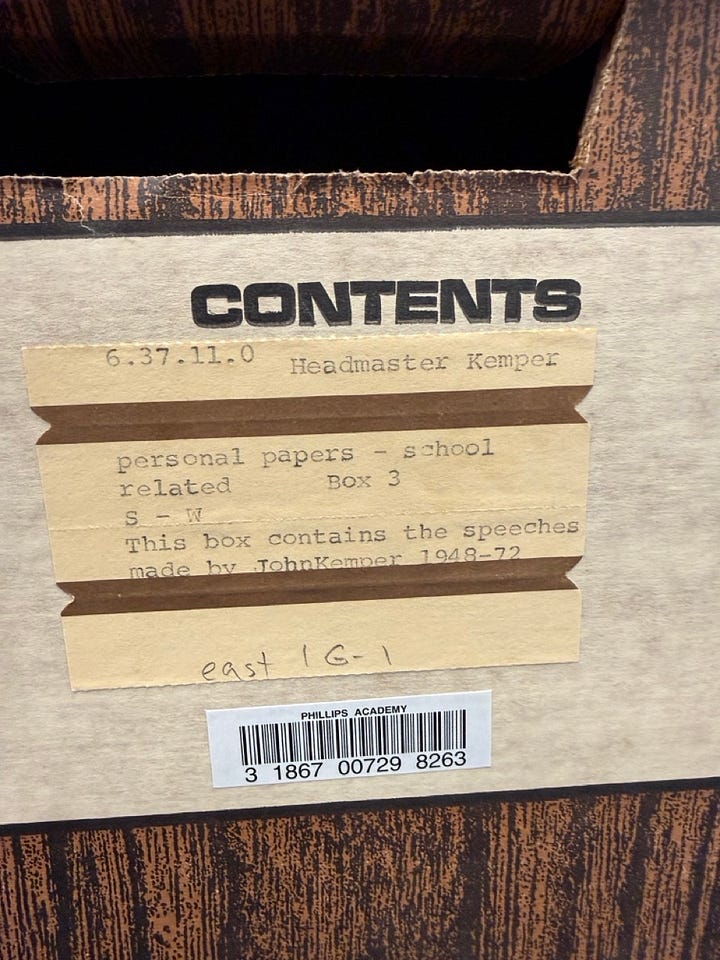 CONTENTS
6.37.11.0 Headmaster Kemper
personal papers - school
related Box 3
S - W
This box contains the speeches
made by JohnKemper 1948-72
east 1G-1
PHILLIPS ACADEMY
3 1867 00729 8263